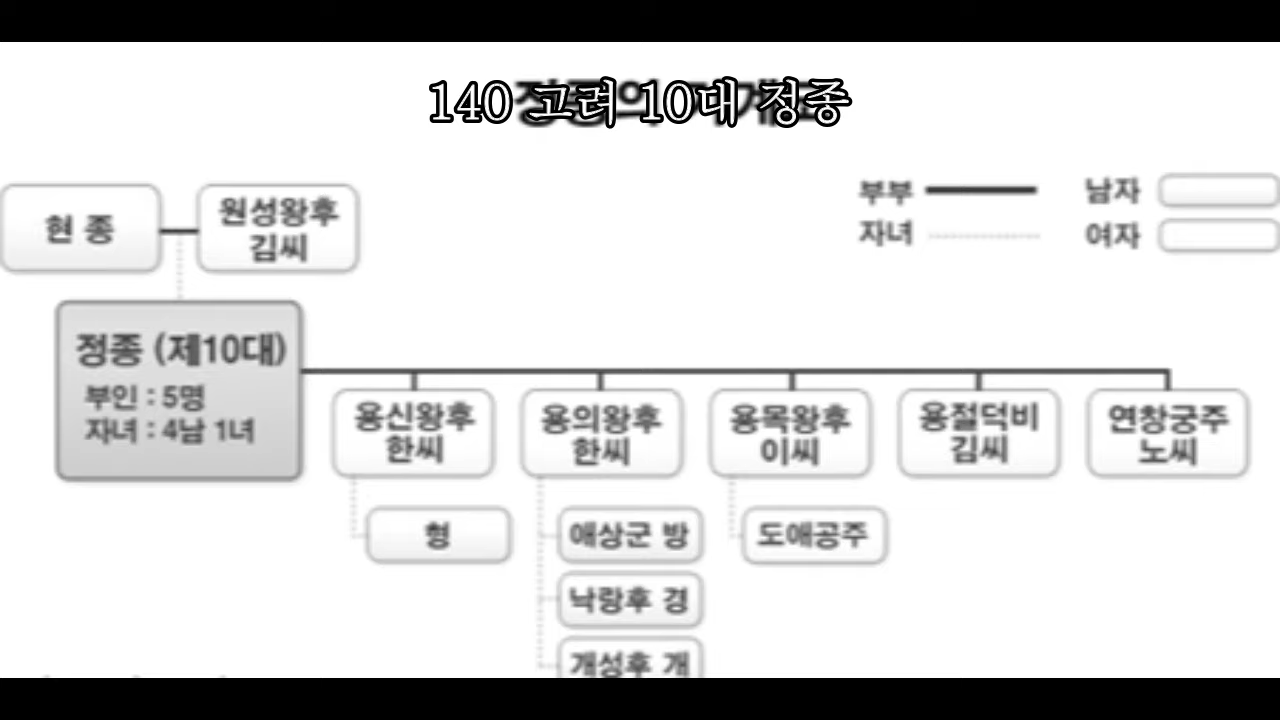 140 고려 10대 정종
부부
남자
자녀
여자
현 종
원성왕후
김씨
정종 (제10대)
부인 : 5명
자녀 : 4남 1녀
용신왕후
한씨
용의왕후
한씨
용목왕후
이씨
용절덕비
김씨
연창궁주
노씨
형
애상군 방
도애공주
낙랑후 경
개성후 개